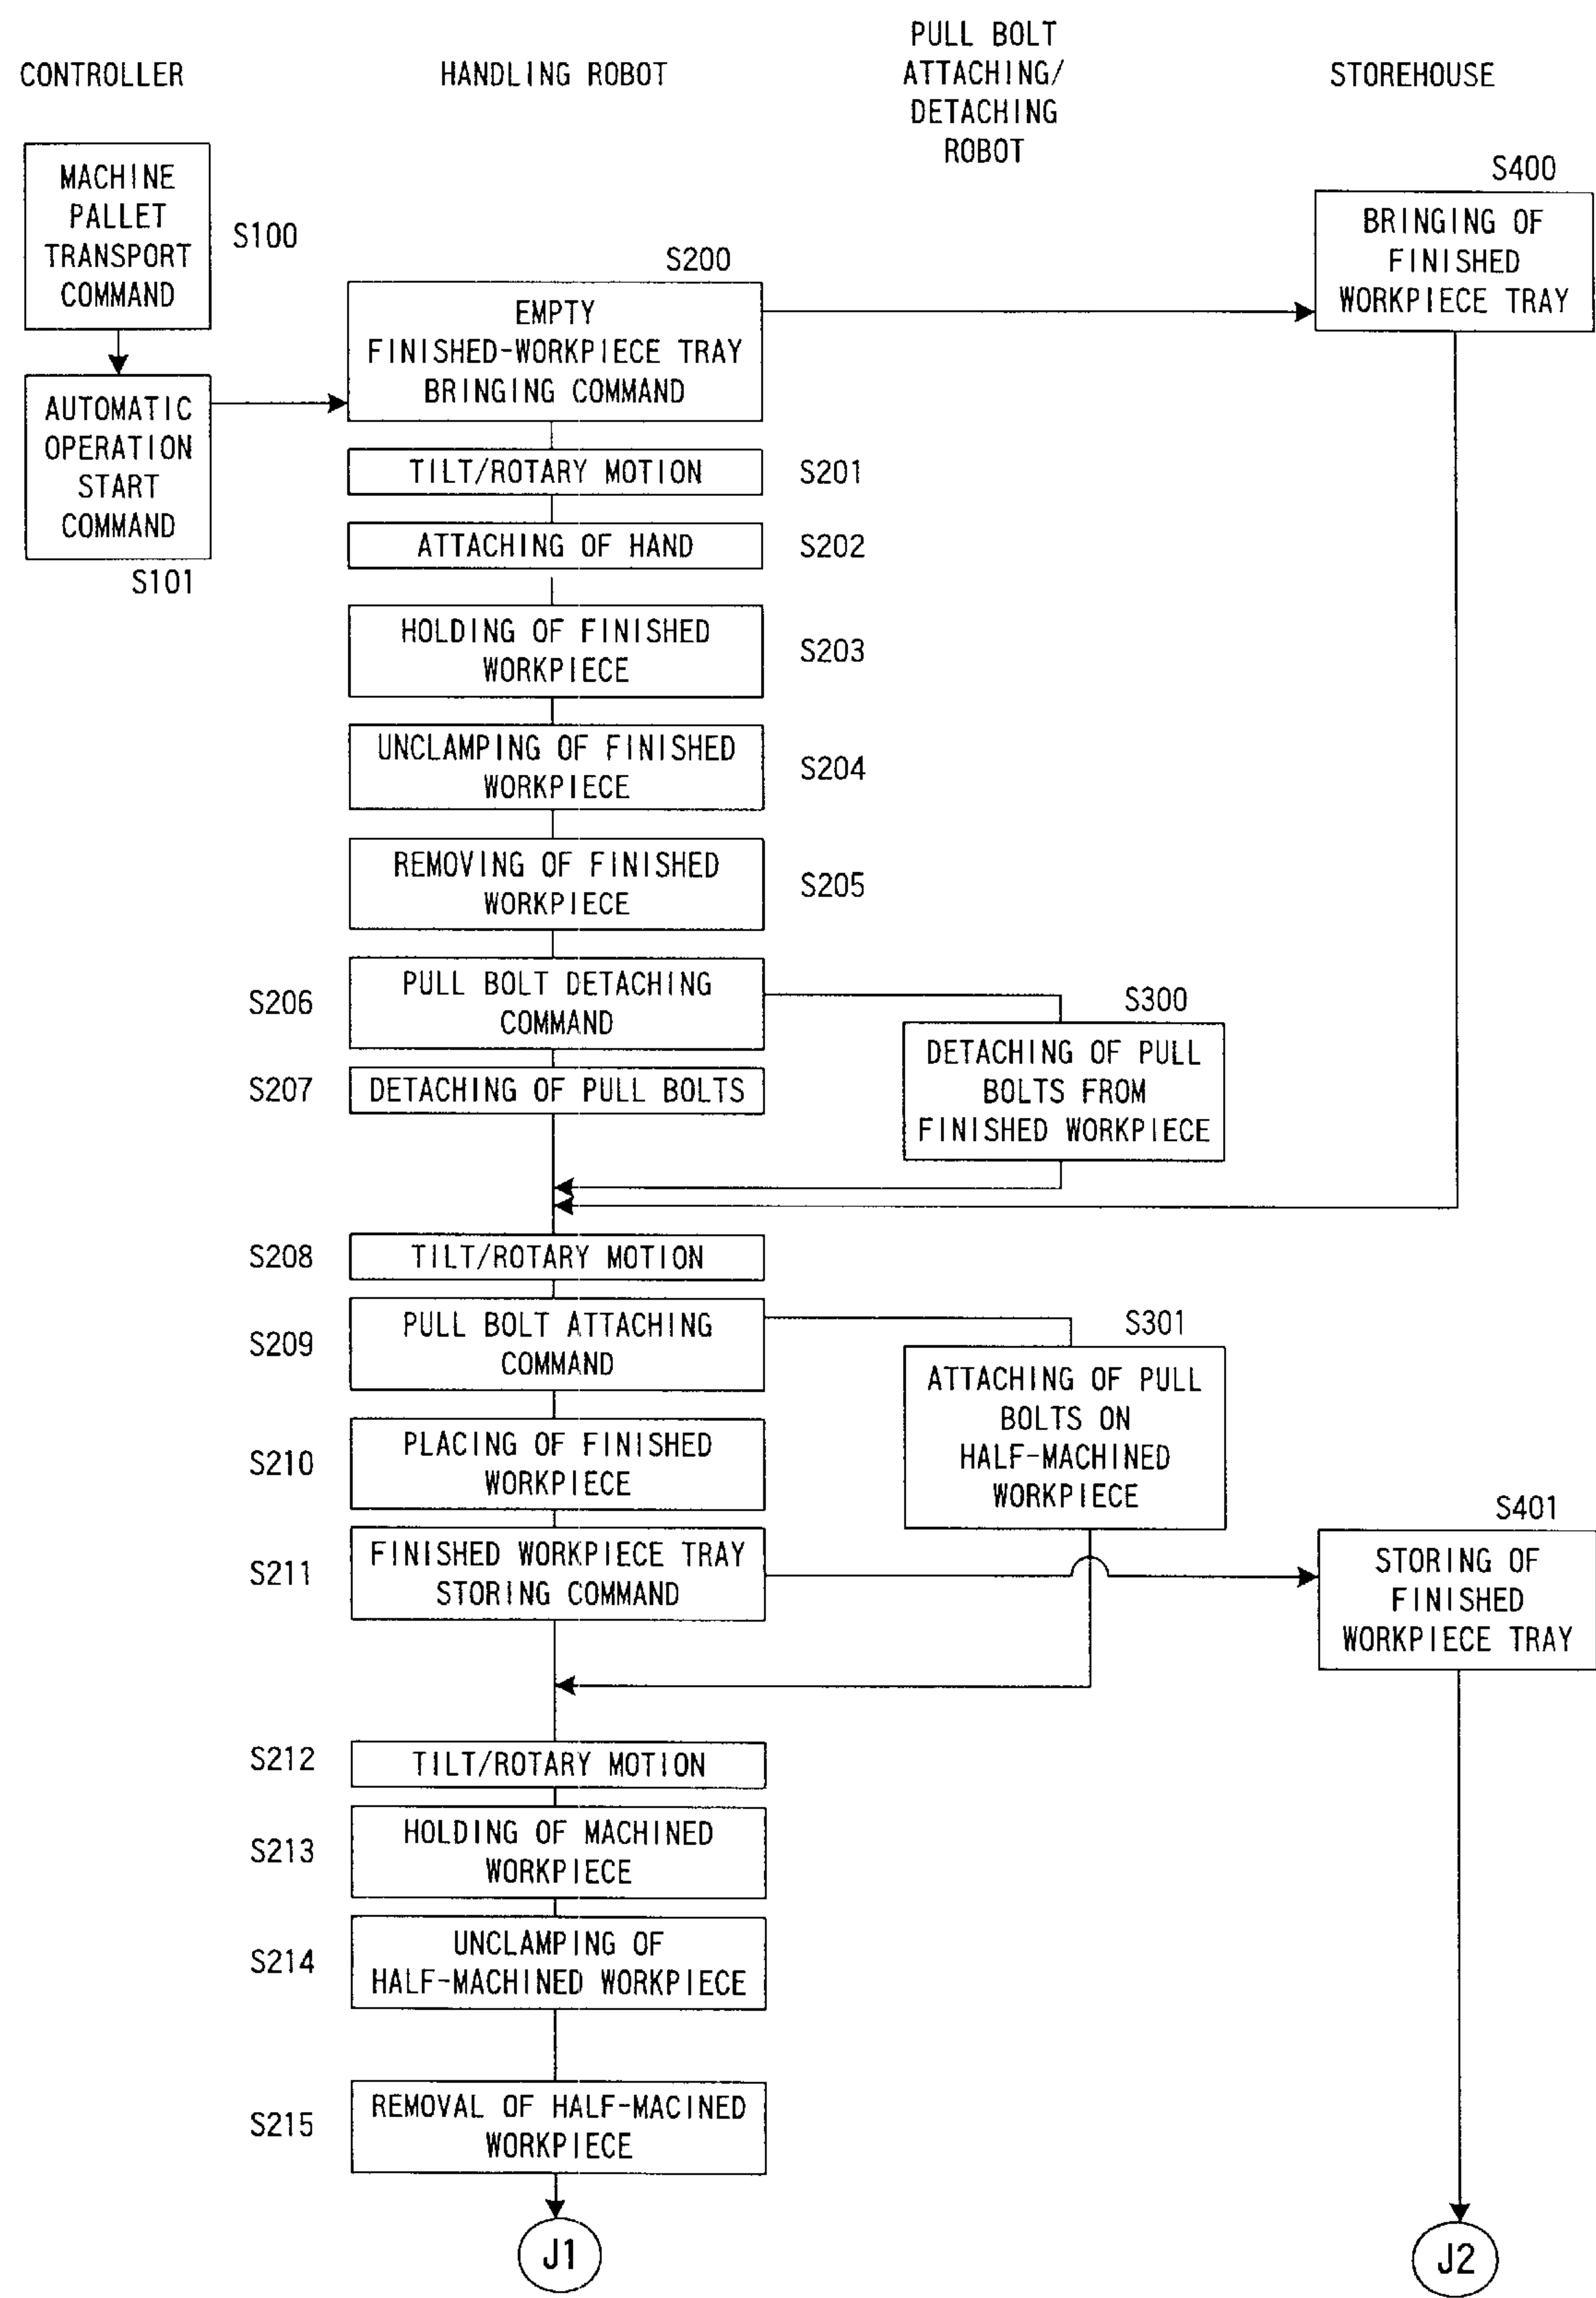 CONTROLLER
HANDLING ROBOT
PULL BOLT
ATTACHING/
DETACHING
ROBOT
STOREHOUSE
MACHINE
PALLET
TRANSPORT
COMMAND
S100
AUTOMATIC
OPERATION
START
COMMAND
S101
S200
EMPTY
FINISHED-WORKPIECE TRAY
BRINGING COMMAND
S400
BRINGING OF
FINISHED
WORKPIECE TRAY
TILT/ROTARY MOTION
S201
ATTACHING OF HAND
S202
HOLDING OF FINISHED
WORKPIECE
S203
UNCLAMPING OF FINISHED
WORKPIECE
S204
REMOVING OF FINISHED
WORKPIECE
S205
S206
PULL BOLT DETACHING
COMMAND
S300
DETACHING OF PULL
BOLTS FROM
FINISHED WORKPIECE
S207
DETACHING OF PULL BOLTS
S208
TILT/ROTARY MOTION
S209
PULL BOLT ATTACHING
COMMAND
S301
ATTACHING OF PULL
BOLTS ON
HALF-MACHINED
WORKPIECE
S210
PLACING OF FINISHED
WORKPIECE
S211
FINISHED WORKPIECE TRAY
STORING COMMAND
S401
STORING OF
FINISHED
WORKPIECE TRAY
S212
TILT/ROTARY MOTION
S213
HOLDING OF MACHINED
WORKPIECE
S214
UNCLAMPING OF
HALF-MACHINED WORKPIECE
S215
REMOVAL OF HALF-MACINED
WORKPIECE
J1
J2